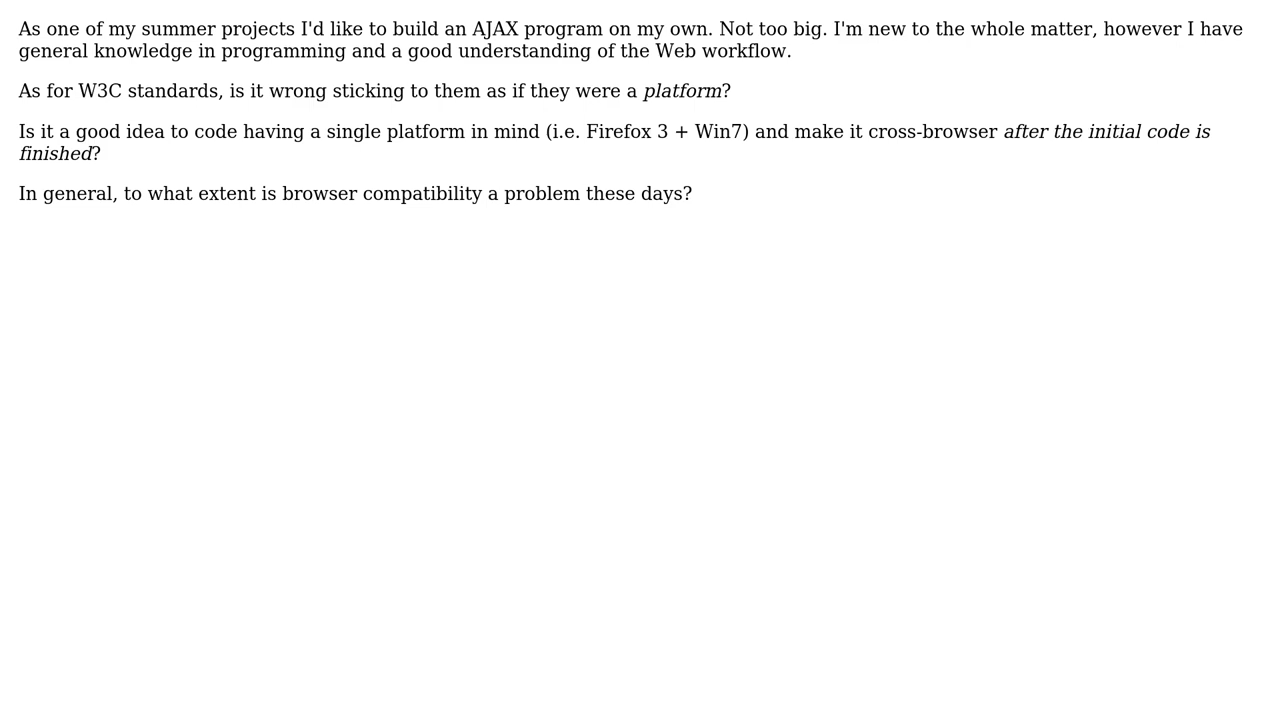 As one of my summer projects I'd like to build an AJAX program on my own. Not too big. I'm new to the whole matter, however I have
general knowledge in programming and a good understanding of the Web workflow.
As for W3C standards, is it wrong sticking to them as if they were a platform?
Is it a good idea to code having a single platform in mind (i.e. Firefox 3 + Win7) and make it cross-browser after the initial code is
finished?
In general, to what extent is browser compatibility a problem these days?